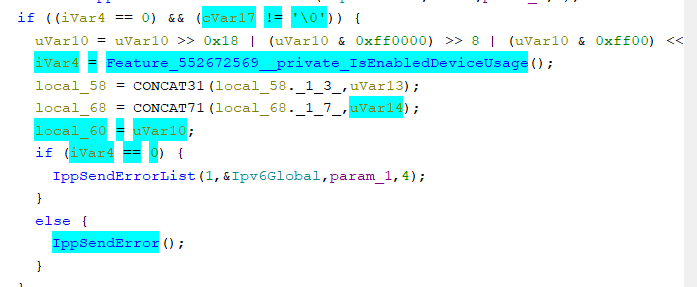 if ((iVar4 == 0) && (cVar17 != '\0')) {
uVar10 = uVar10 >> 0x18 | (uVar10 & 0xff0000) >> 8 | (uVar10 & 0xff00) <<
iVar4 = Feature_552672569__private_IsEnabledDeviceUsage();
local_58 = CONCAT31(local_58._1_3_,uVar13);
local_68 = CONCAT71(local_68._1_7_,uVar14);
local_60 = uVar10;
if (iVar4 == 0) {
IppSendErrorList(1,&Ipv6Global,param_1,4);
}
else {
IppSendError();
}